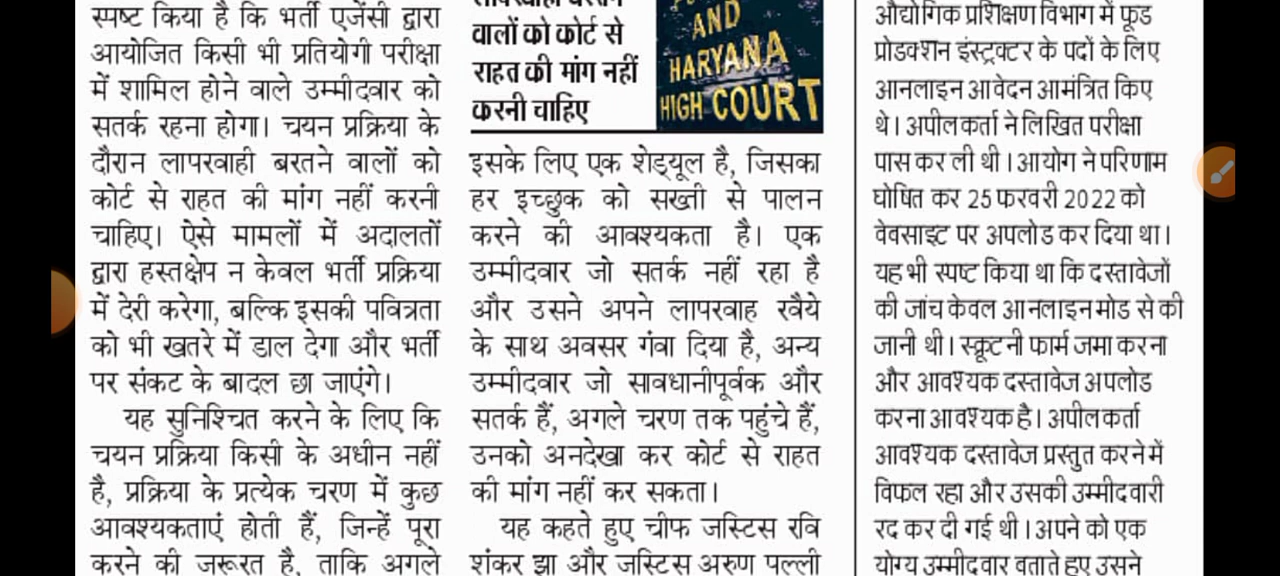 स्पष्ट किया है कि भर्ती एजेंसी द्वारा
आयोजित किसी भी प्रतियोगी परीक्षा
में शामिल होने वाले उम्मीदवार को
सतर्क रहना होगा। चयन प्रक्रिया के
दौरान लापरवाही बरतने वालों को
कोर्ट से राहत की मांग नहीं करनी
चाहिए। ऐसे मामलों में अदालतों
द्वारा हस्तक्षेप न केवल भर्ती प्रक्रिया
में देरी करेगा, बल्कि इसकी पवित्रता
को भी खतरे में डाल देगा और भर्ती
पर संकट के बादल छा जाएंगे।
यह सुनिश्चित करने के लिए कि
चयन प्रक्रिया किसी के अधीन नहीं
है, प्रक्रिया के प्रत्येक चरण में कुछ
आवश्यकताएं होती हैं, जिन्हें पूरा
करने की जरूरत है, ताकि अगले
वालों को कोर्ट से
राहत की मांग नहीं
करनी चाहिए
AND
HARYANA
HIGH COURT
इसके लिए एक शेड्यूल है, जिसका
हर इच्छुक को सख्ती से पालन
करने की आवश्यकता है। एक
उम्मीदवार जो सतर्क नहीं रहा है
और उसने अपने लापरवाह रवैये
के साथ अवसर गंवा दिया है, अन्य
उम्मीदवार जो सावधानीपूर्वक और
सतर्क हैं, अगले चरण तक पहुंचे हैं,
उनको अनदेखा कर कोर्ट से राहत
की मांग नहीं कर सकता।
यह कहते हुए चीफ जस्टिस रवि
शंकर झा और जस्टिस अरुण पल्ली
औद्योगिक प्रशिक्षण विभाग में फूड
प्रोडक्शन इंस्ट्रक्टर के पदों के लिए
आनलाइन आवेदन आमंत्रित किए
थे। अपीलकर्ता ने लिखित परीक्षा
पास कर ली थी। आयोग ने परिणाम
घोषित कर 25 फरवरी 2022 को
वेवसाइट पर अपलोड कर दिया था।
यह भी स्पष्ट किया था कि दस्तावेजों
की जांच केवल आनलाइन मोड से की
जानी थी। स्क्रूटनी फार्म जमा करना
और आवश्यक दस्तावेज अपलोड
करना आवश्यक है। अपीलकर्ता
आवश्यक दस्तावेज प्रस्तुत करने में
विफल रहा और उसकी उम्मीदवारी
रद कर दी गई थी। अपने को एक
योग्य उम्मीदवार बताते हुए उसने